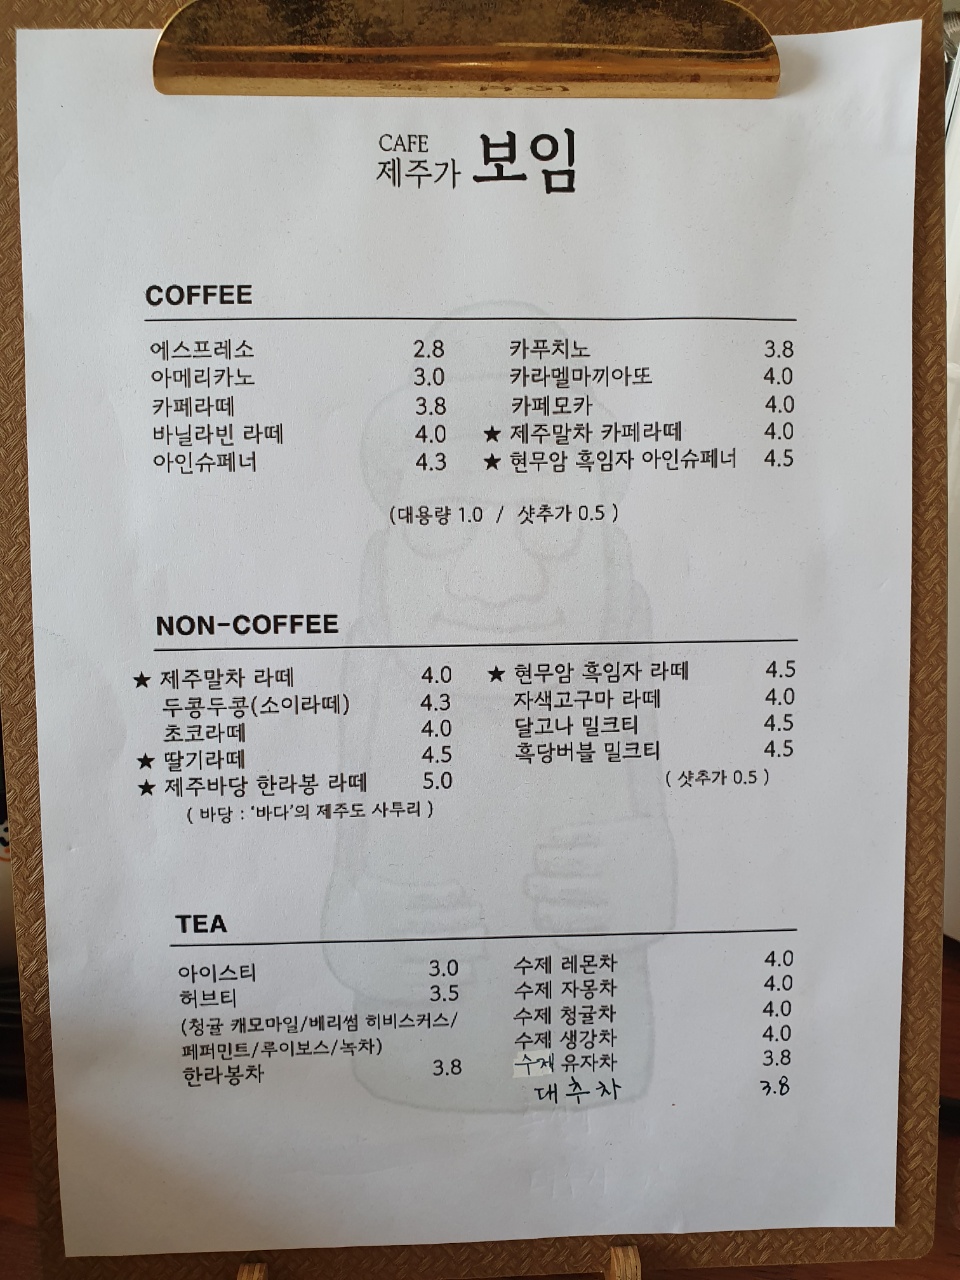 CAFE
제주가 보임
COFFEE
에스프레소 2.8
아메리카노 3.0
카페라떼 3.8
바닐라빈 라떼 4.0
아인슈페너 4.3
카푸치노 3.8
카라멜마끼아또 4.0
카페모카 4.0
★ 제주말차 카페라떼 4.0
★ 현무암 흑임자 아인슈페너 4.5
(대용량 1.0 / 샷추가 0.5 )
NON-COFFEE
★ 제주말차 라떼 4.0
두콩두콩(소이라떼) 4.3
초코라떼 4.0
★ 딸기라떼 4.5
★ 제주바당 한라봉 라떼 5.0
( 바당 : '바다'의 제주도 사투리 )
★ 현무암 흑임자 라떼 4.5
자색고구마 라떼 4.0
달고나 밀크티 4.5
흑당버블 밀크티 4.5
( 샷추가 0.5 )
TEA
아이스티 3.0
허브티 3.5
(청귤 캐모마일/베리썸 히비스커스/
페퍼민트/루이보스/녹차)
한라봉차 3.8
수제 레몬차 4.0
수제 자몽차 4.0
수제 청귤차 4.0
수제 생강차 4.0
수제 유자차 3.8
대추차 3.8